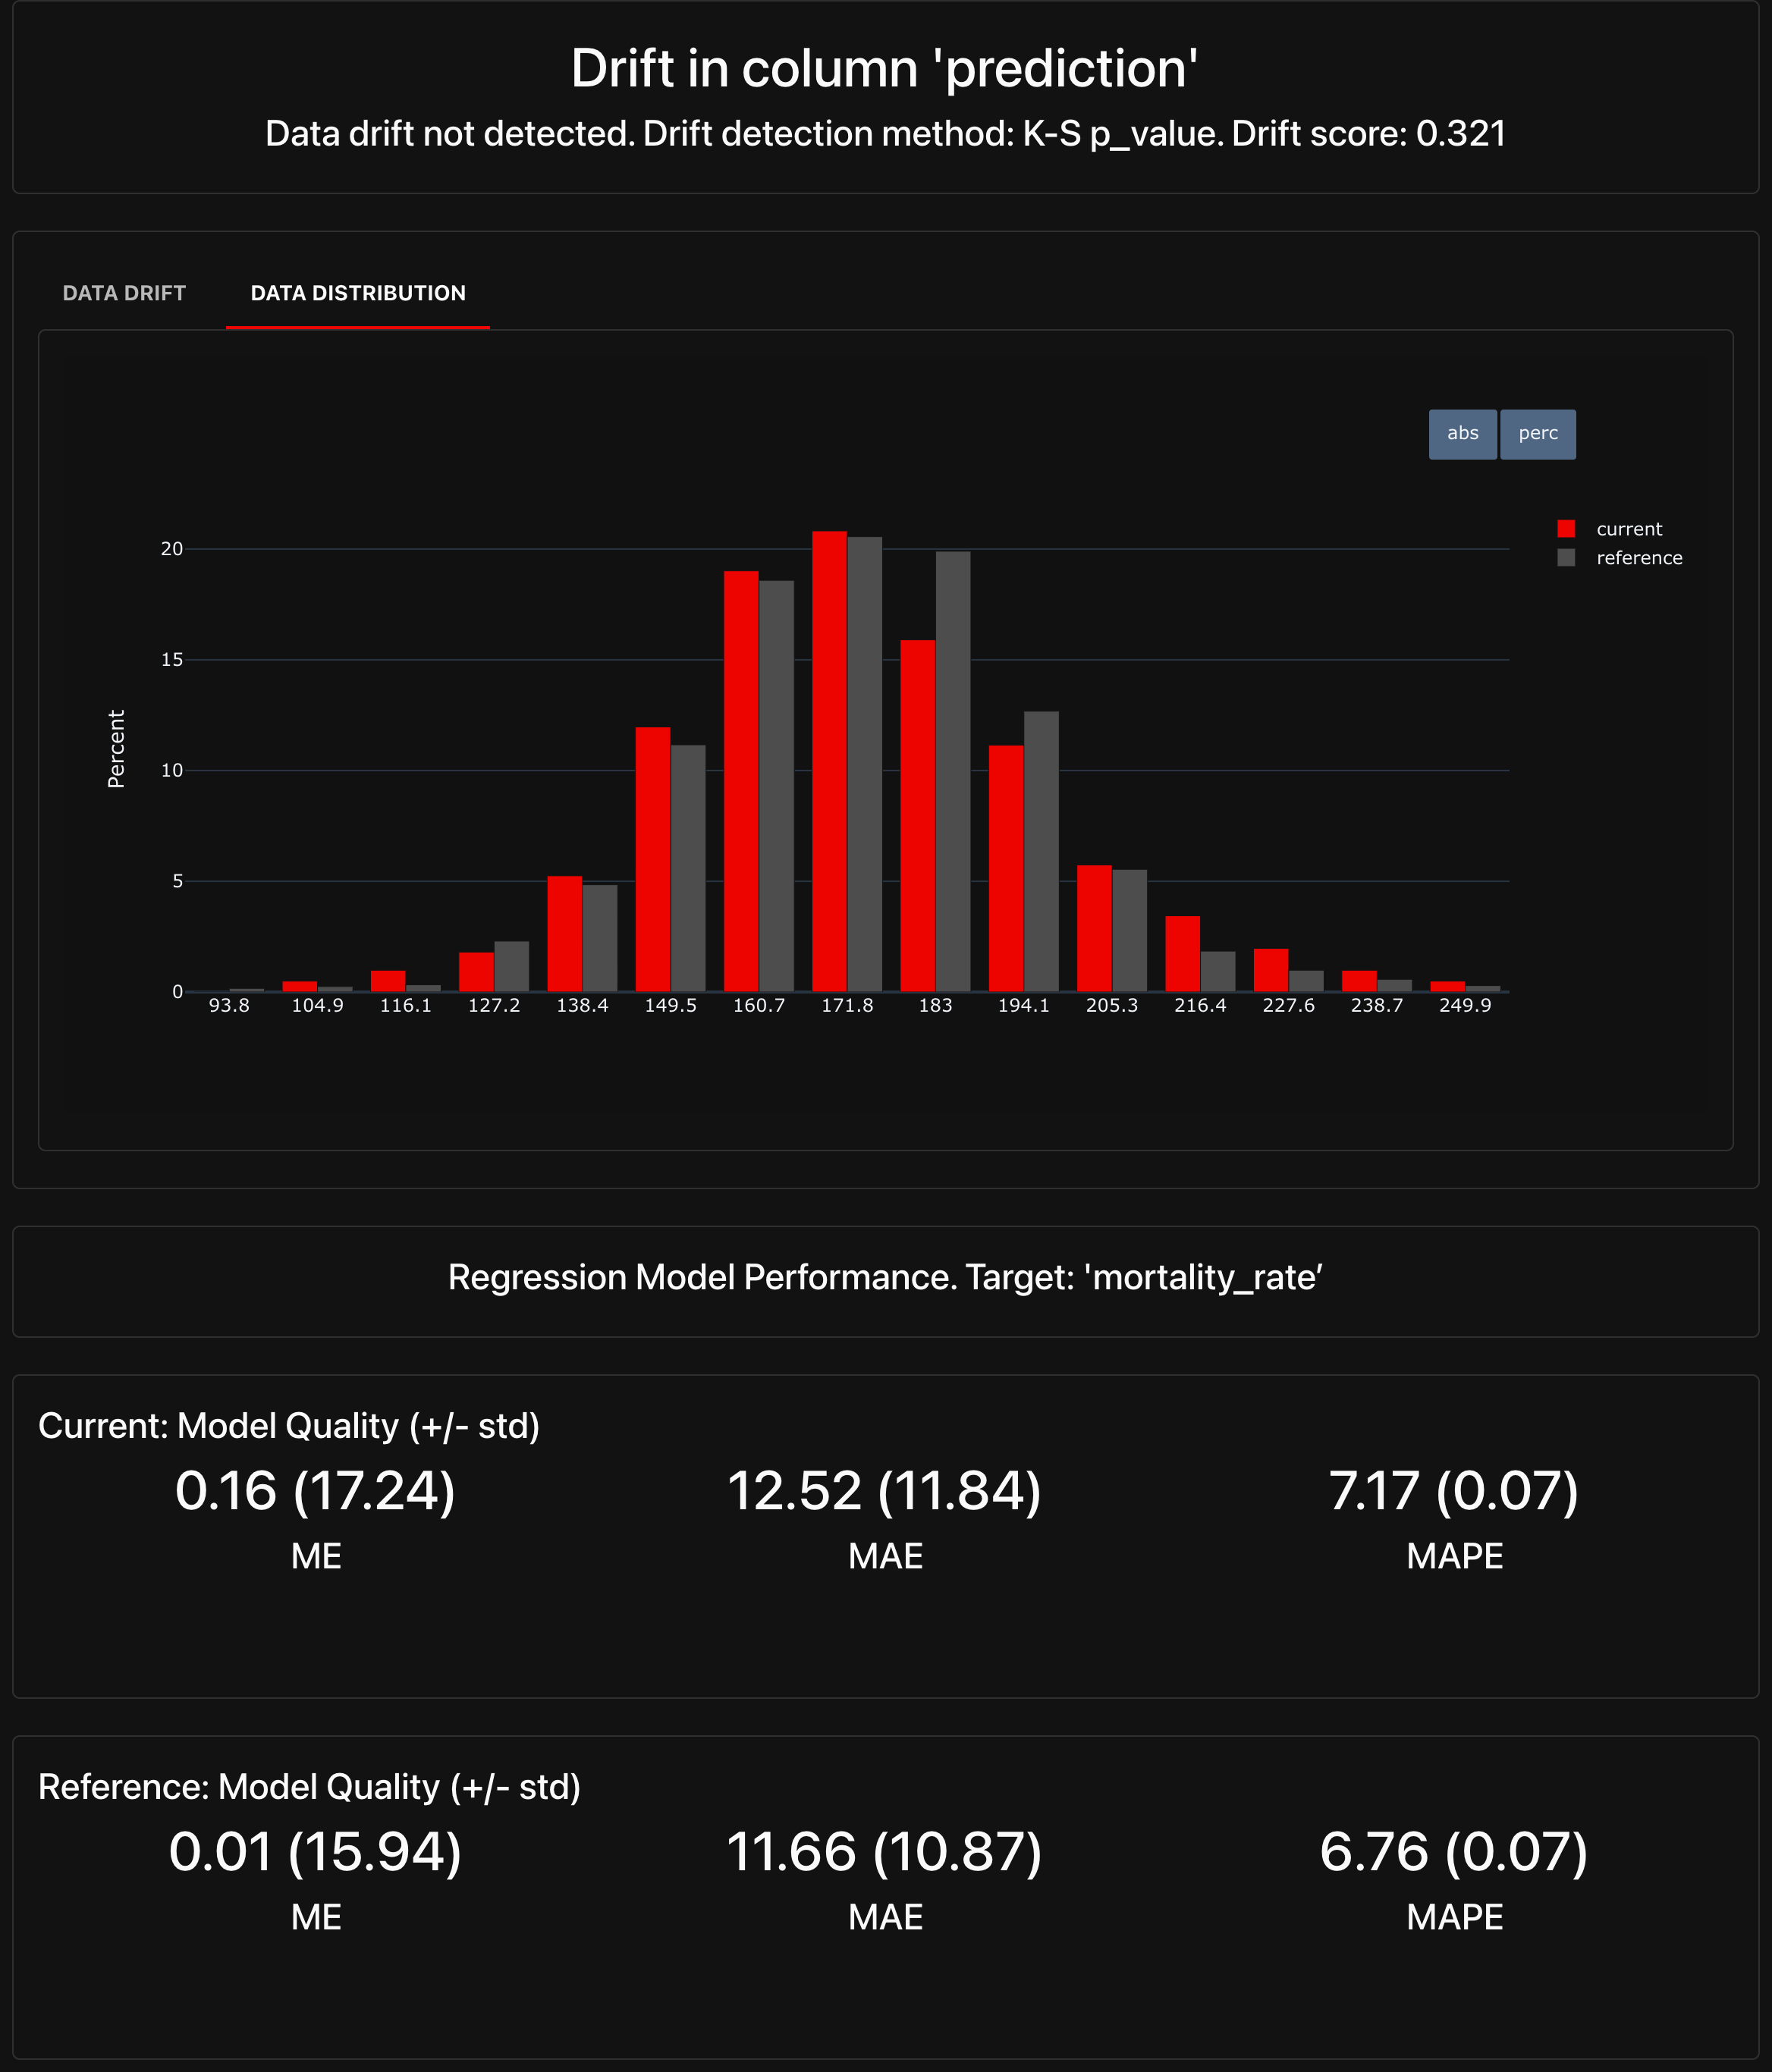 Drift in column 'prediction'
Data drift not detected. Drift detection method: K-S p_value. Drift score: 0.321
DATA DRIFT
DATA DISTRIBUTION
abs
perc
current
reference
Percent
20
15
10
5
0
93.8
104.9
116.1
127.2
138.4
149.5
160.7
171.8
183
194.1
205.3
216.4
227.6
238.7
249.9
Regression Model Performance. Target: 'mortality_rate’
Current: Model Quality (+/- std)
0.16 (17.24)
12.52 (11.84)
7.17 (0.07)
ME
MAE
MAPE
Reference: Model Quality (+/- std)
0.01 (15.94)
11.66 (10.87)
6.76 (0.07)
ME
MAE
MAPE